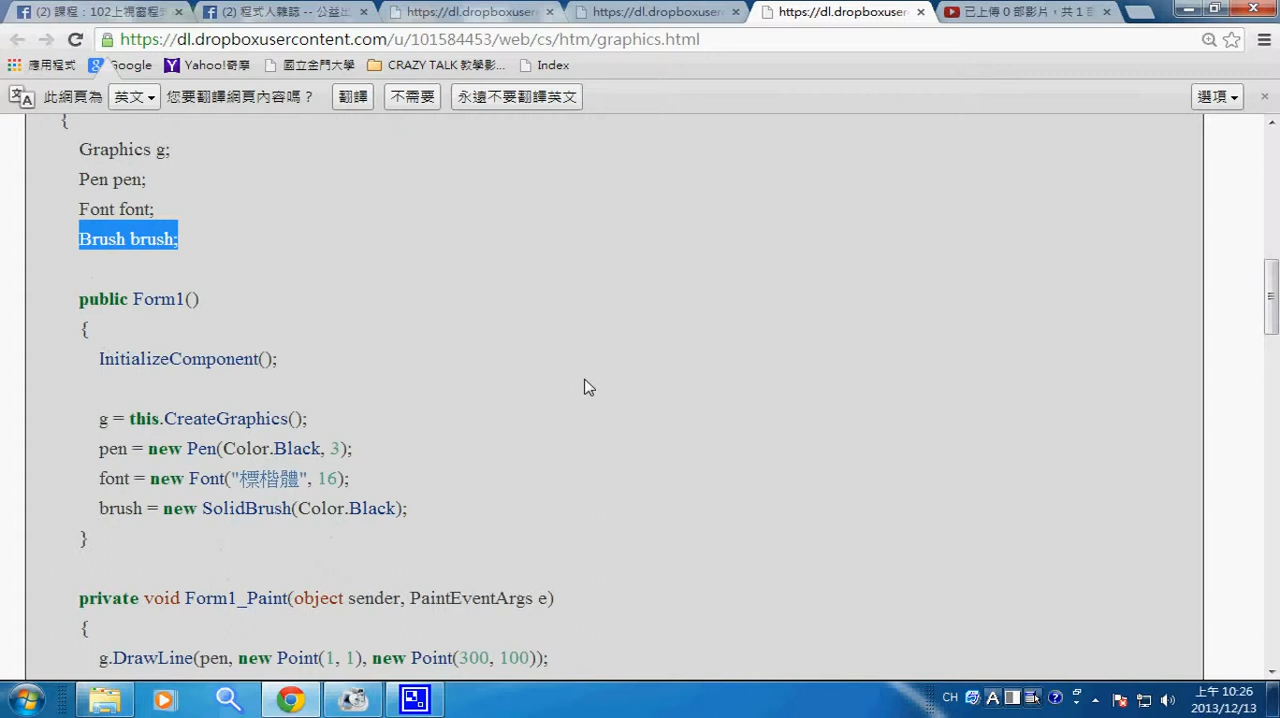 (2) 課程：102上視窗程式
(2) 程式人雜誌 -- 公益出
https://dl.dropboxuser
https://dl.dropboxuser
https://dl.dropboxuser
已上傳 0 部影片，共 1 部
https://dl.dropboxusercontent.com/u/101584453/web/cs/htm/graphics.html
應用程式 Google Yahoo!奇摩 國立金門大學 CRAZY TALK 教學影... Index
此網頁為 英文 您要翻譯網頁內容嗎？ 翻譯 不需要 永遠不要翻譯英文 選項
{
Graphics g;
Pen pen;
Font font;
Brush brush;
public Form1()
{
InitializeComponent();
g = this.CreateGraphics();
pen = new Pen(Color.Black, 3);
font = new Font("標楷體", 16);
brush = new SolidBrush(Color.Black);
}
private void Form1_Paint(object sender, PaintEventArgs e)
{
g.DrawLine(pen, new Point(1, 1), new Point(300, 100));
CH
上午 10:26
2013/12/13